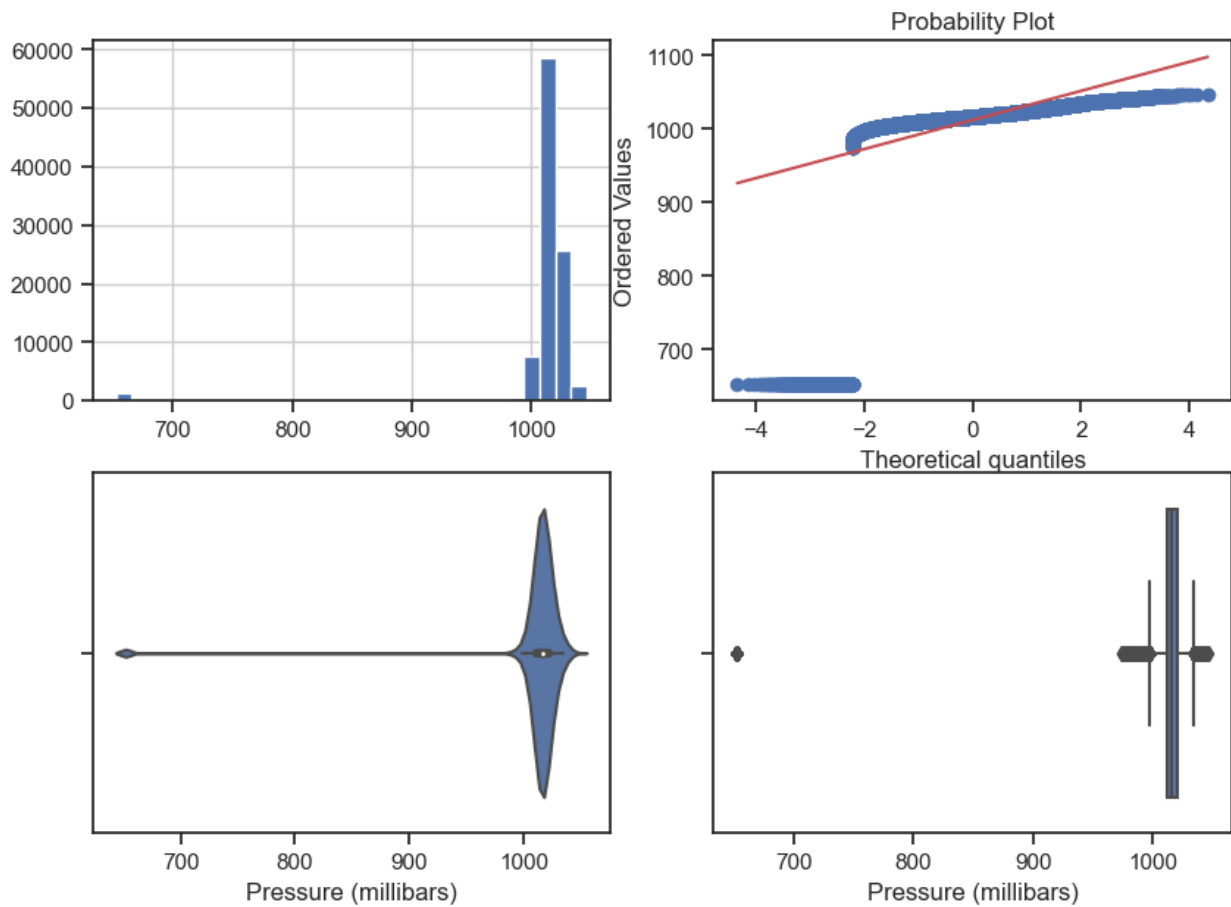 60000
50000
40000
30000
20000
10000
0
700 800 900 1000
Probability Plot
Ordered Values
1100
1000
900
800
700
−4 −2 0 2 4
Theoretical quantiles
700 800 900 1000
Pressure (millibars)
700 800 900 1000
Pressure (millibars)